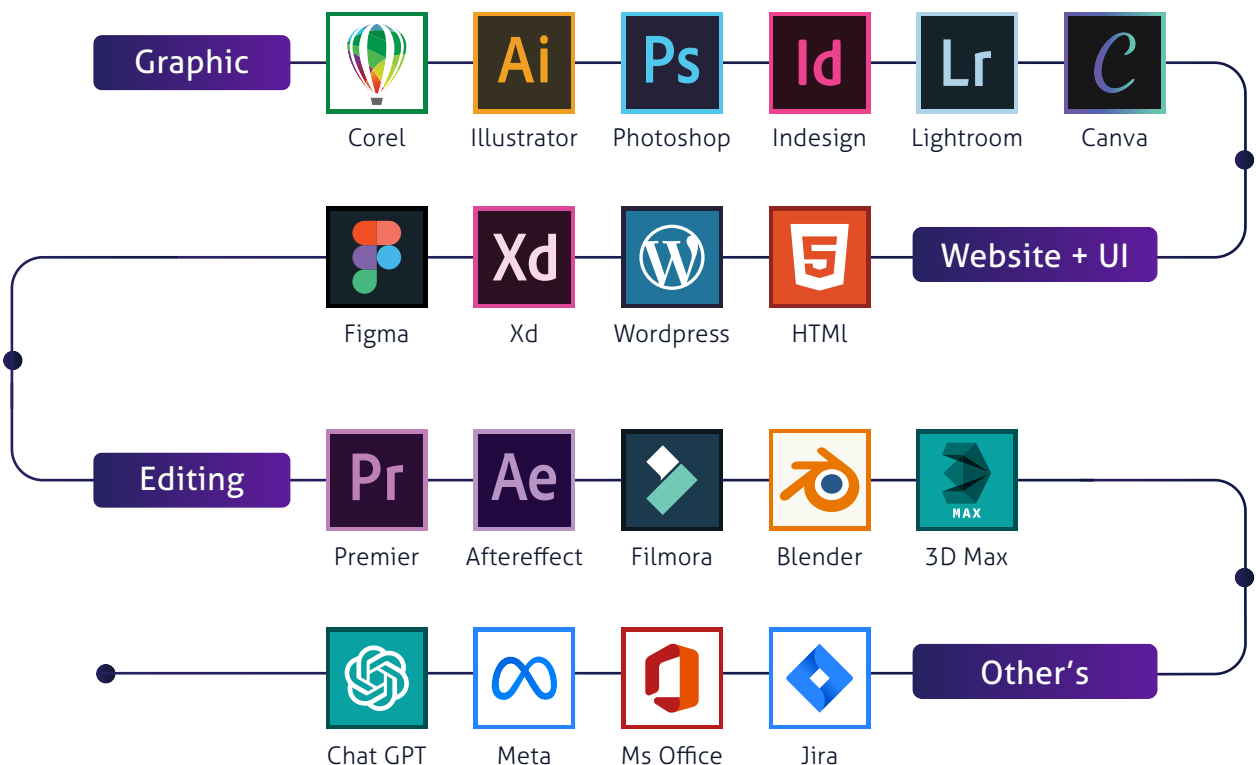 Graphic
Ai Ps Id Lr C
Corel Illustrator Photoshop Indesign Lightroom Canva
Xd W 5 Website + UI
Figma Xd Wordpress HTMl
Editing Pr Ae
MAX
Premier Aftereffect Filmora Blender 3D Max
Other's
Chat GPT Meta Ms Office Jira